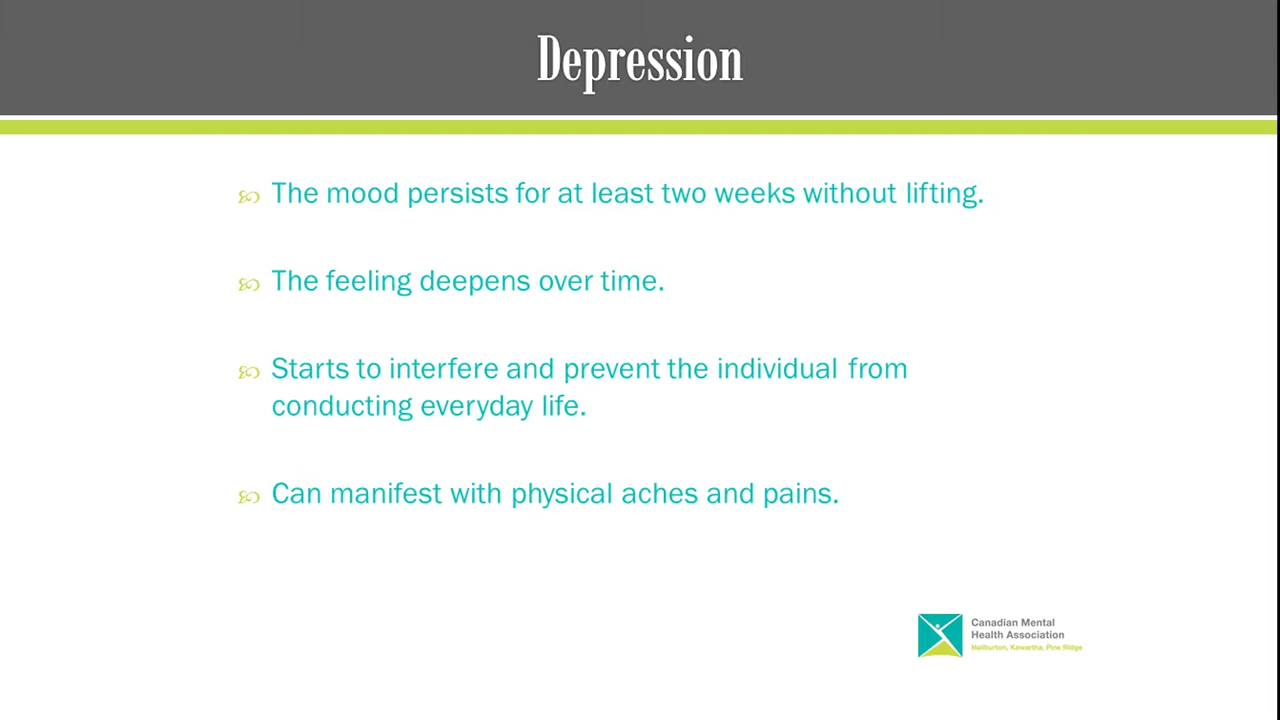 Depression
The mood persists for at least two weeks without lifting.
The feeling deepens over time.
Starts to interfere and prevent the individual from
conducting everyday life.
Can manifest with physical aches and pains.
Canadian Mental
Health Association
Haliburton, Kawartha, Pine Ridge